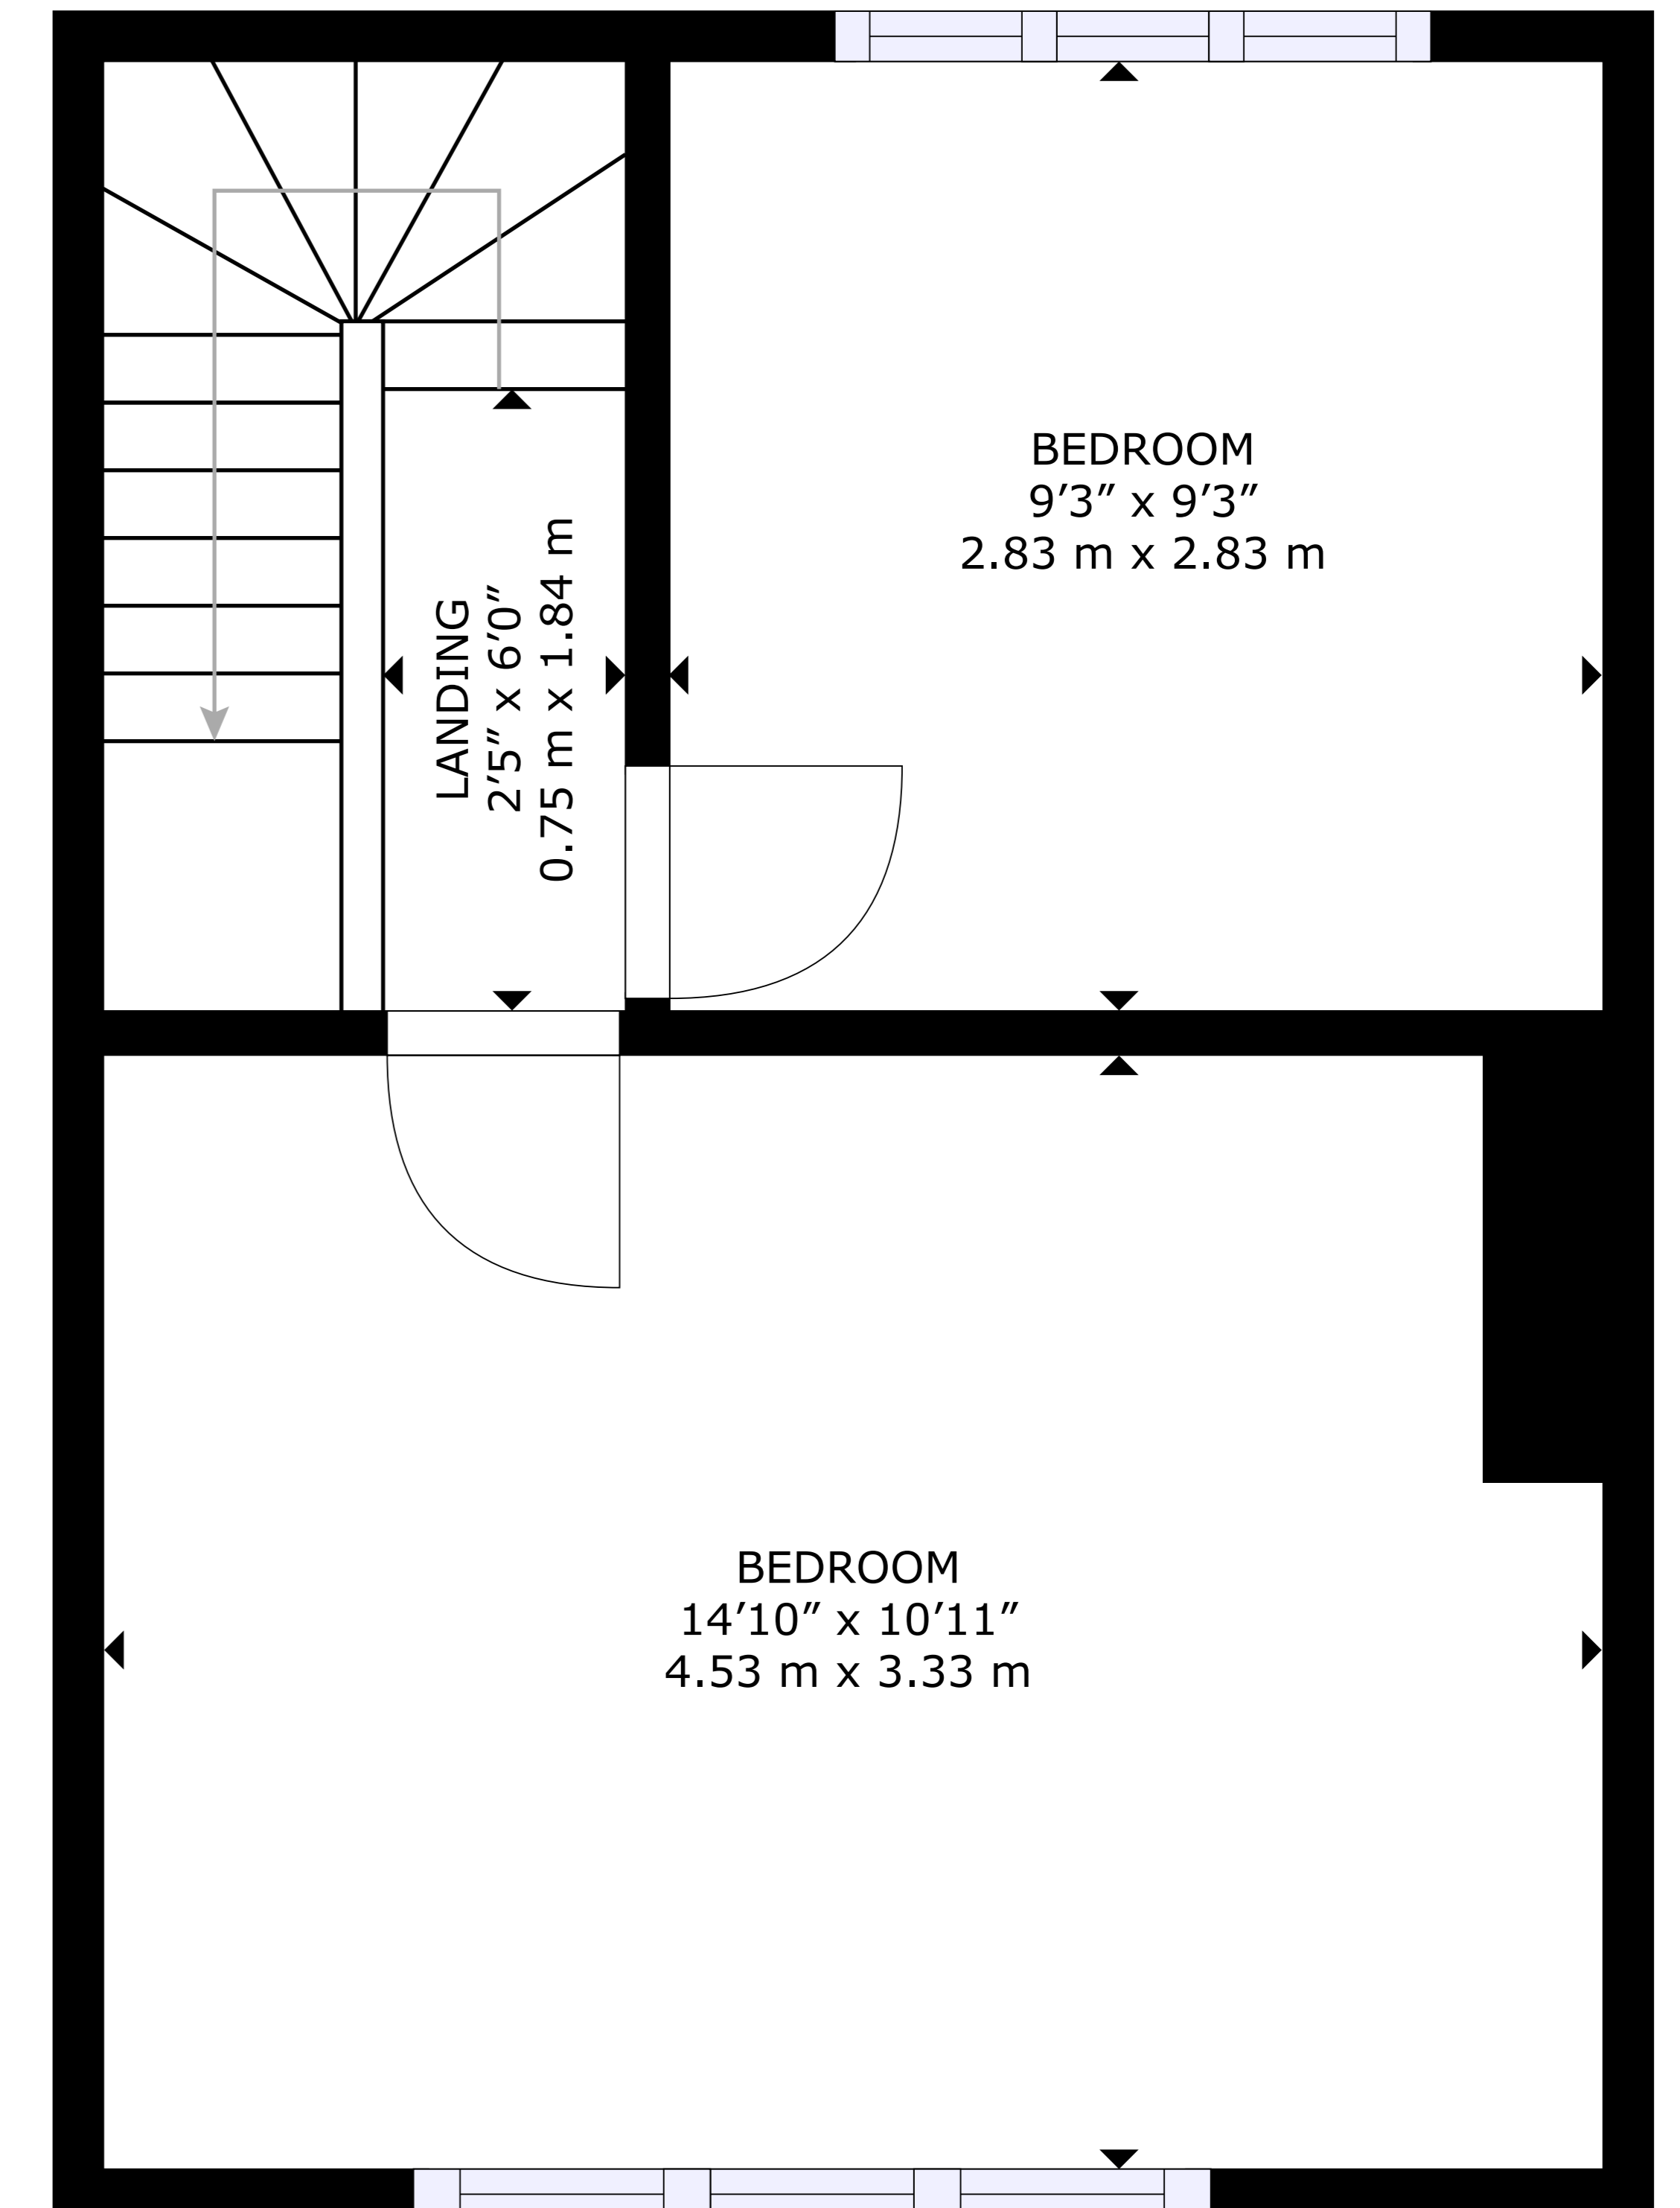 BEDROOM
9′3″ x 9′3″
2.83 m x 2.83 m
LANDING
2′5″ x 6′0″
0.75 m x 1.84 m
BEDROOM
14′10″ x 10′11″
4.53 m x 3.33 m